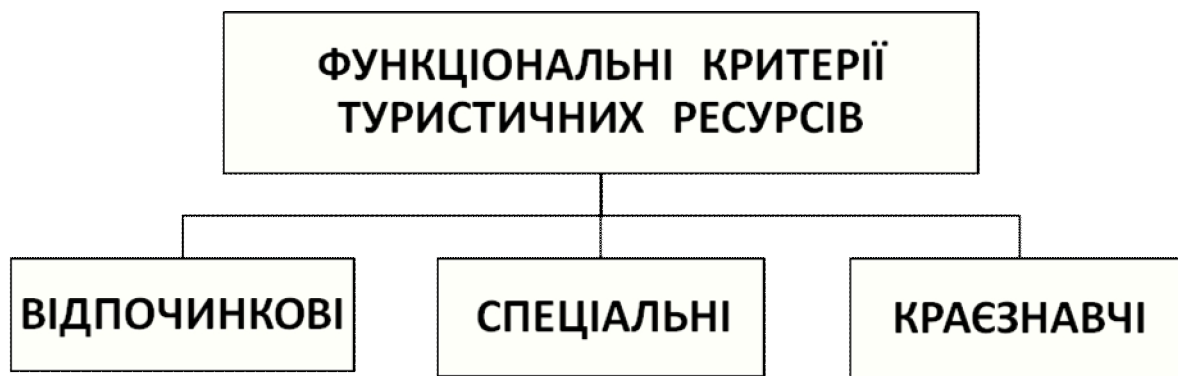 ФУНКЦІОНАЛЬНІ КРИТЕРІЇ
ТУРИСТИЧНИХ РЕСУРСІВ
ВІДПОЧИНКОВІ
СПЕЦІАЛЬНІ
КРАЄЗНАВЧІ